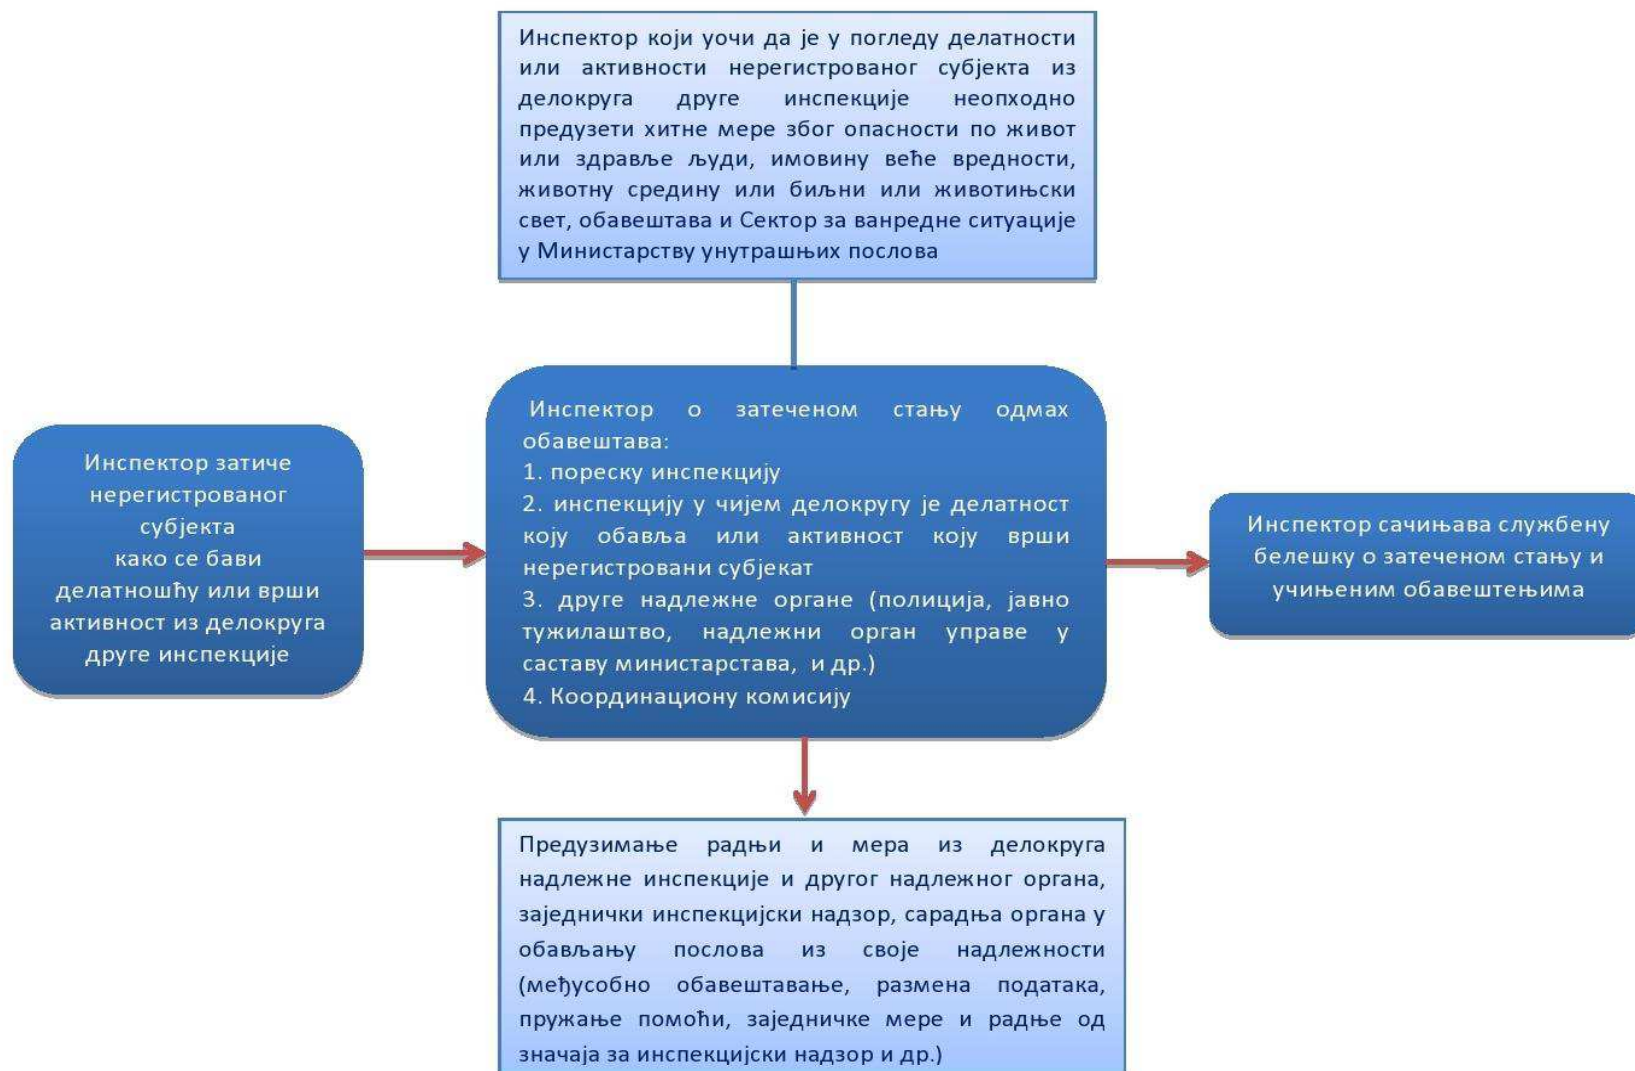 Инспектор који уочи да је у погледу делатности
или активности нерегистрованог субјекта из
делокруга друге инспекције неопходно
предузети хитне мере због опасности по живот
или здравље људи, имовину веће вредности,
животну средину или биљни или животињски
свет, обавештава и Сектор за ванредне ситуације
у Министарству унутрашњих послова
Инспектор затиче
нерегистрованог
субјекта
како се бави
делатношћу или врши
активност из делокруга
друге инспекције
Инспектор о затеченом стању одмах
обавештава:
1. пореску инспекцију
2. инспекцију у чијем делокругу је делатност
коју обавља или активност коју врши
нерегистровани субјекат
3. друге надлежне органе (полиција, јавно
тужилаштво, надлежни орган управе у
саставу министарстава, и др.)
4. Координациону комисију
Инспектор сачињава службену
белешку о затеченом стању и
учињеним обавештењима
Предузимање радњи и мера из делокруга
надлежне инспекције и другог надлежног органа,
заједнички инспекцијски надзор, сарадња органа у
обављању послова из своје надлежности
(међусобно обавештавање, размена података,
пружање помоћи, заједничке мере и радње од
значаја за инспекцијски надзор и др.)